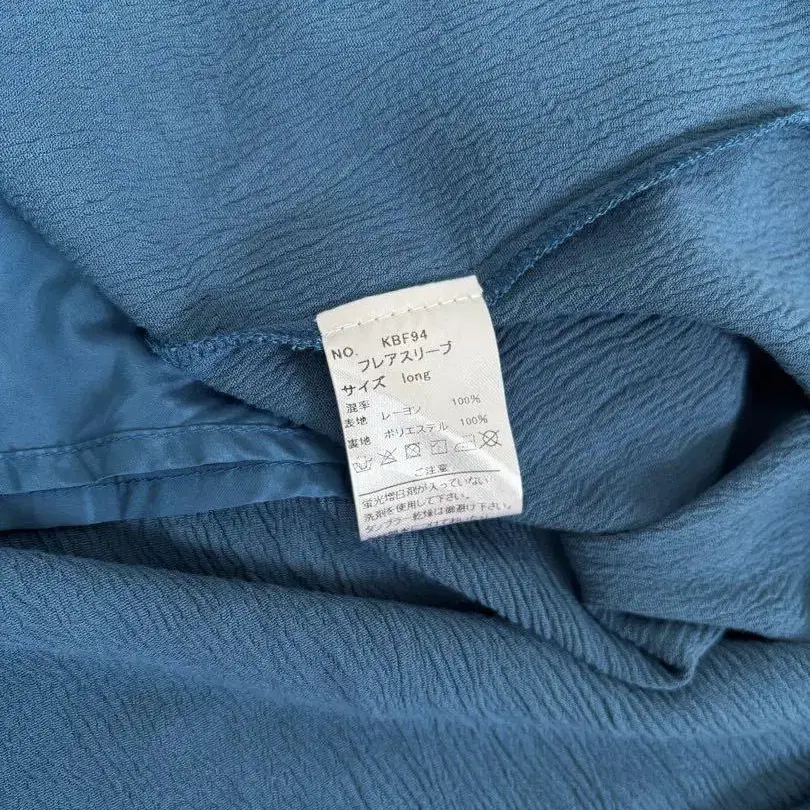 NO. KBF94
フレアスリーブ
サイズ long
混率
表地 レーヨン 100%
裏地 ポリエステル 100%
ご注意
蛍光増白剤が入っていない
洗剤を使用して下さい。
タンブラー乾燥は御避け下さい。